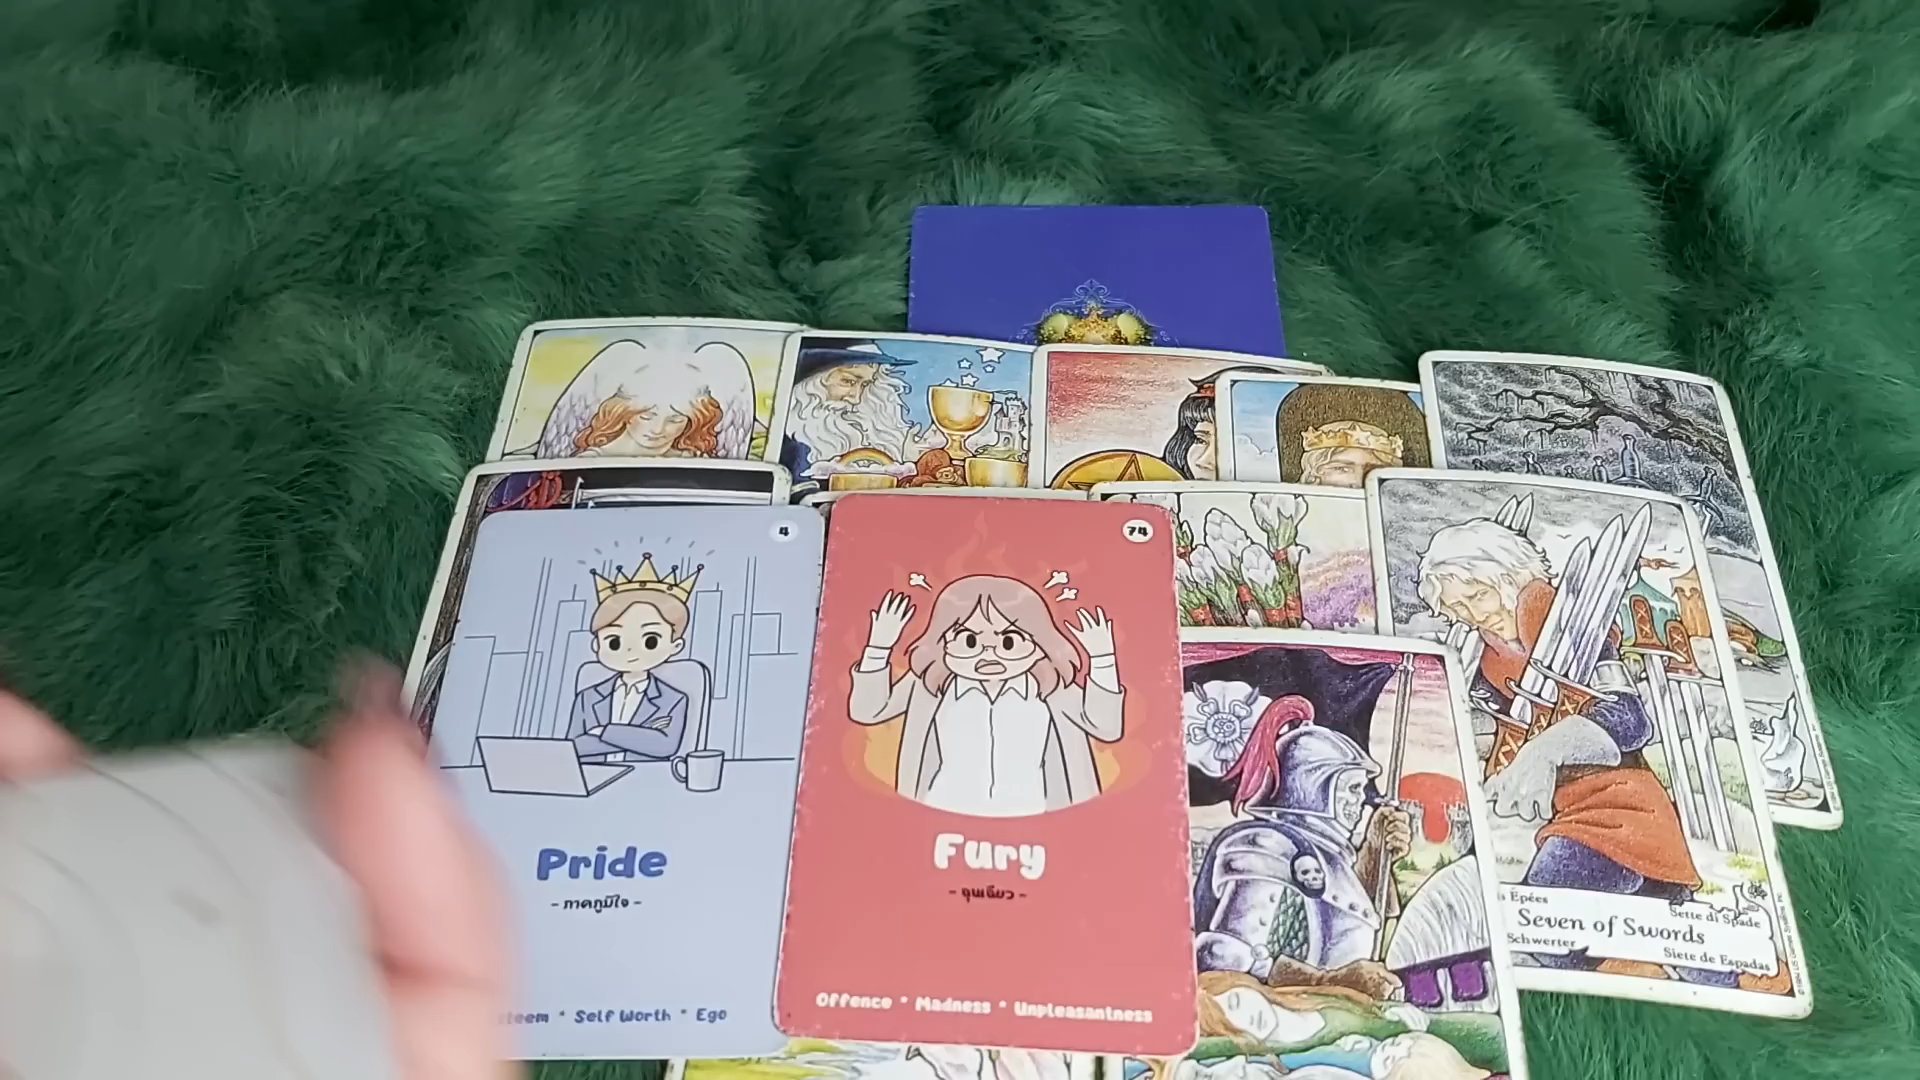 4
Pride
- ภาคภูมิใจ -
Self Worth * Ego
74
Fury
- ฉุนเฉียว -
Offence * Madness * Unpleasantness
Épées
Sette di Spade
Seven of Swords
Schwerter
Siete de Espadas